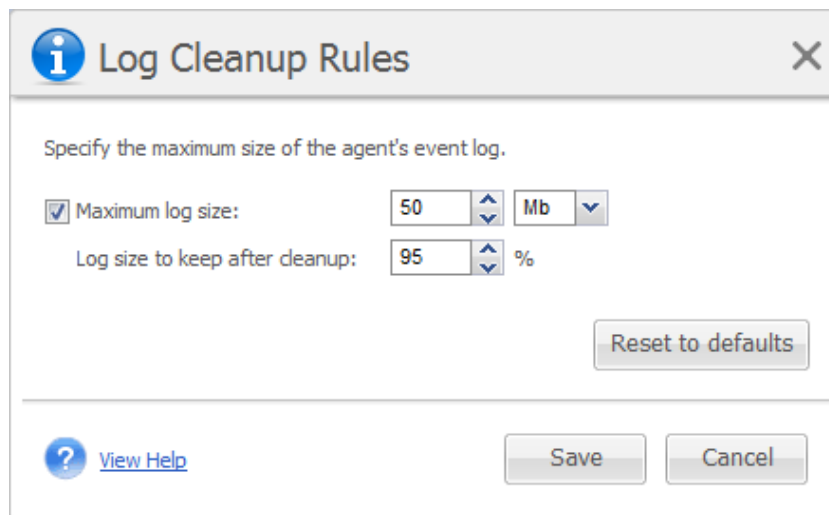 Log Cleanup Rules
Specify the maximum size of the agent's event log.
Maximum log size: 50 Mb
Log size to keep after cleanup: 95 %
Reset to defaults
View Help Save Cancel